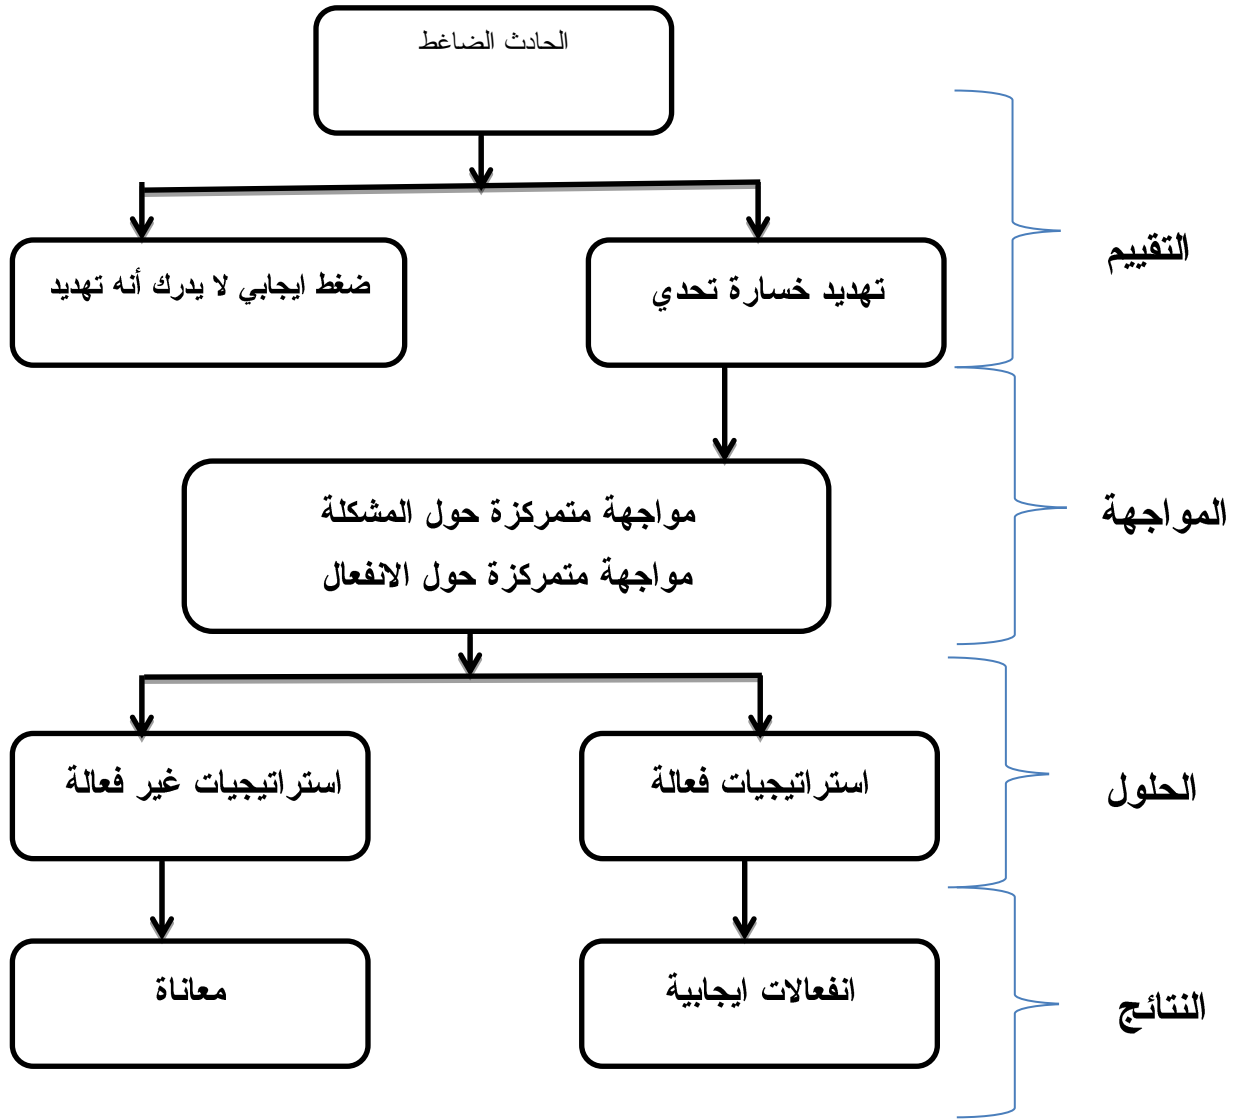 الحادث الضاغط
التقييم
تهديد خسارة تحدي
ضغط ايجابي لا يدرك أنه تهديد
المواجهة
مواجهة متمركزة حول المشكلة
مواجهة متمركزة حول الانفعال
الحلول
استراتيجيات فعالة
استراتيجيات غير فعالة
النتائج
انفعالات ايجابية
معاناة